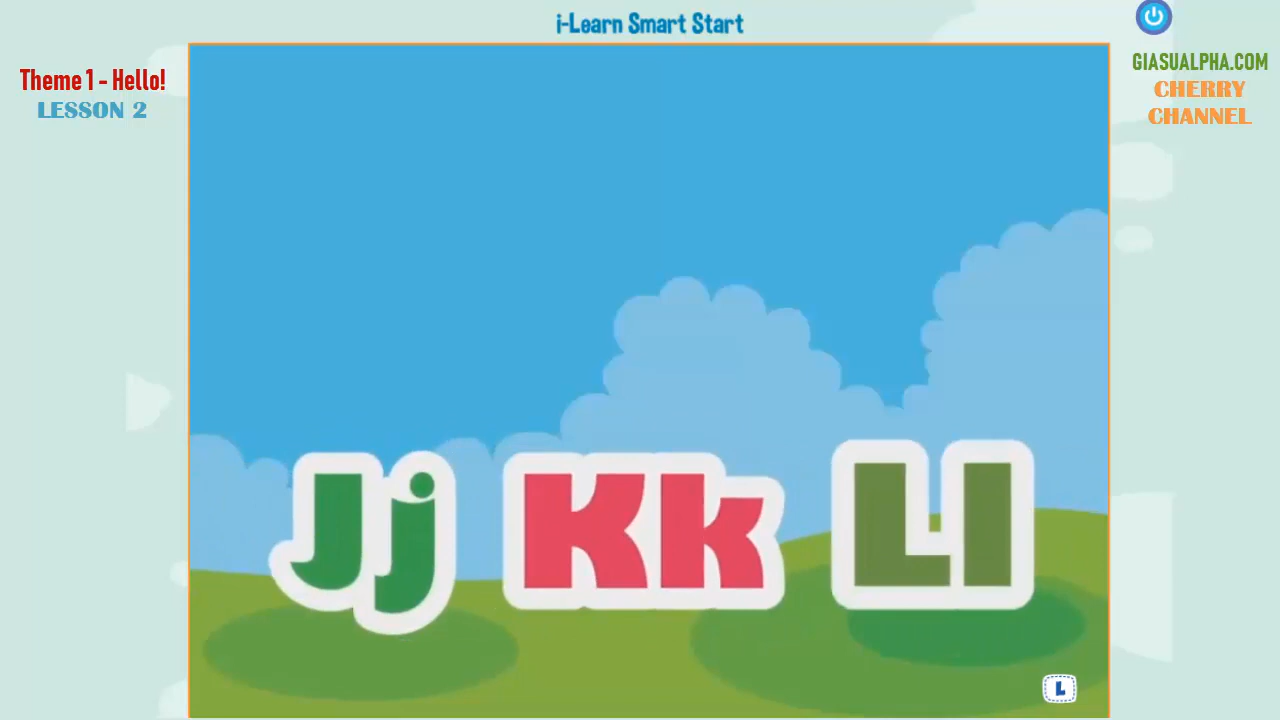 i-Learn Smart Start
Theme 1 - Hello!
LESSON 2
GIASUALPHA.COM
CHERRY
CHANNEL
Jj Kk Ll
L